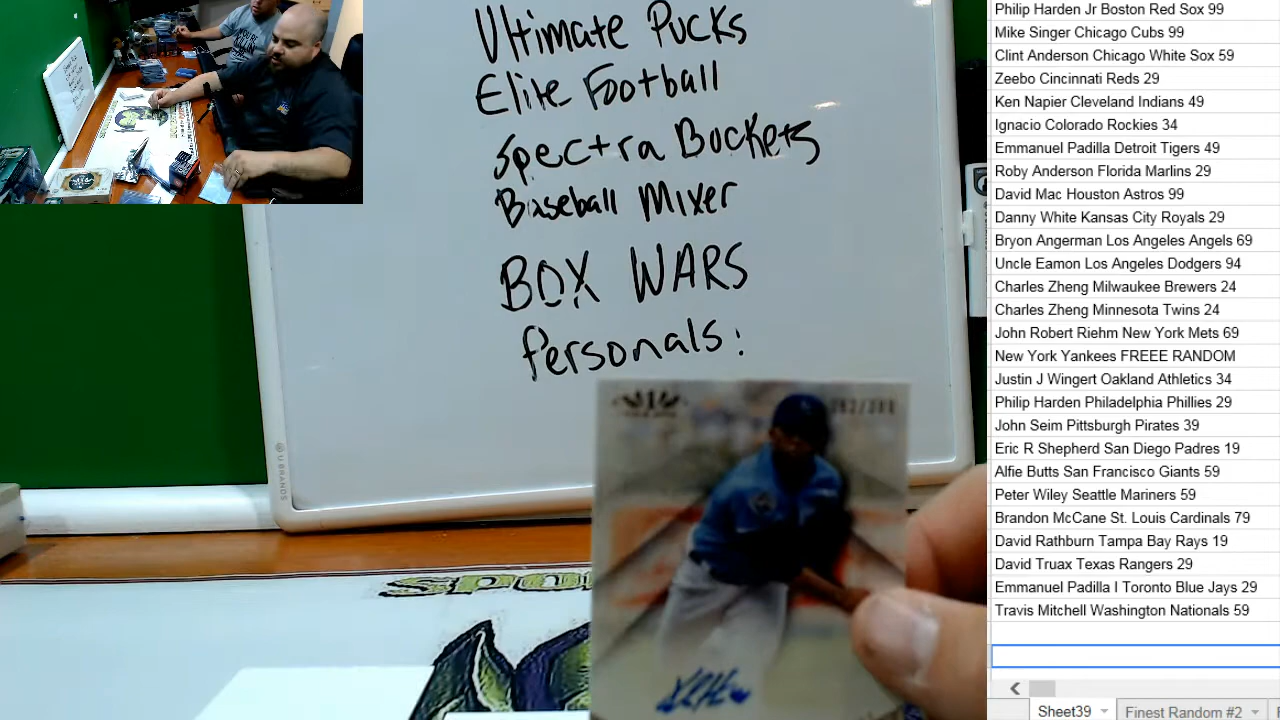 Ultimate Pucks
Elite Football
Spectra Buckets
Baseball Mixer
BOX WARS
Personals:
U BRANDS
1
spo
Philip Harden Jr Boston Red Sox 99
Mike Singer Chicago Cubs 99
Clint Anderson Chicago White Sox 59
Zeebo Cincinnati Reds 29
Ken Napier Cleveland Indians 49
Ignacio Colorado Rockies 34
Emmanuel Padilla Detroit Tigers 49
Roby Anderson Florida Marlins 29
David Mac Houston Astros 99
Danny White Kansas City Royals 29
Bryon Angerman Los Angeles Angels 69
Uncle Eamon Los Angeles Dodgers 94
Charles Zheng Milwaukee Brewers 24
Charles Zheng Minnesota Twins 24
John Robert Riehm New York Mets 69
New York Yankees FREEE RANDOM
Justin J Wingert Oakland Athletics 34
Philip Harden Philadelphia Phillies 29
John Seim Pittsburgh Pirates 39
Eric R Shepherd San Diego Padres 19
Alfie Butts San Francisco Giants 59
Peter Wiley Seattle Mariners 59
Brandon McCane St. Louis Cardinals 79
David Rathburn Tampa Bay Rays 19
David Truax Texas Rangers 29
Emmanuel Padilla I Toronto Blue Jays 29
Travis Mitchell Washington Nationals 59
Sheet39
Finest Random #2